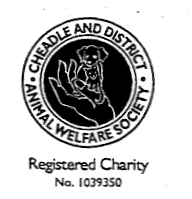 CHEADLE AND DISTRICT
• ANIMAL WELFARE SOCIETY •
Registered Charity
No. 1039350